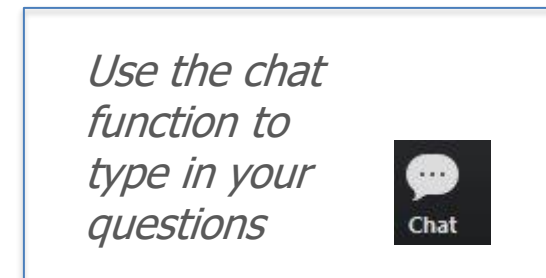 Use the chat
function to
type in your
questions
Chat